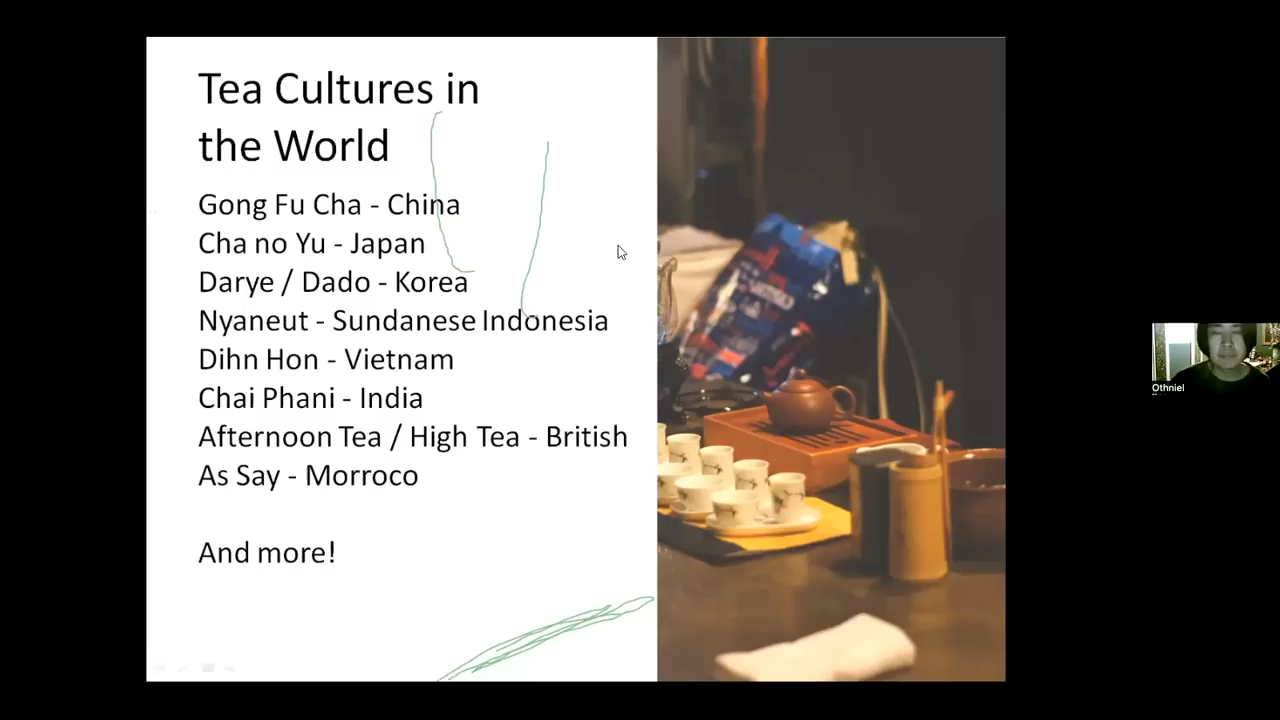 Tea Cultures in
the World
Gong Fu Cha - China
Cha no Yu - Japan
Darye / Dado - Korea
Nyaneut - Sundanese Indonesia
Dihn Hon - Vietnam
Chai Phani - India
Afternoon Tea / High Tea - British
As Say - Morroco
And more!
Othniel